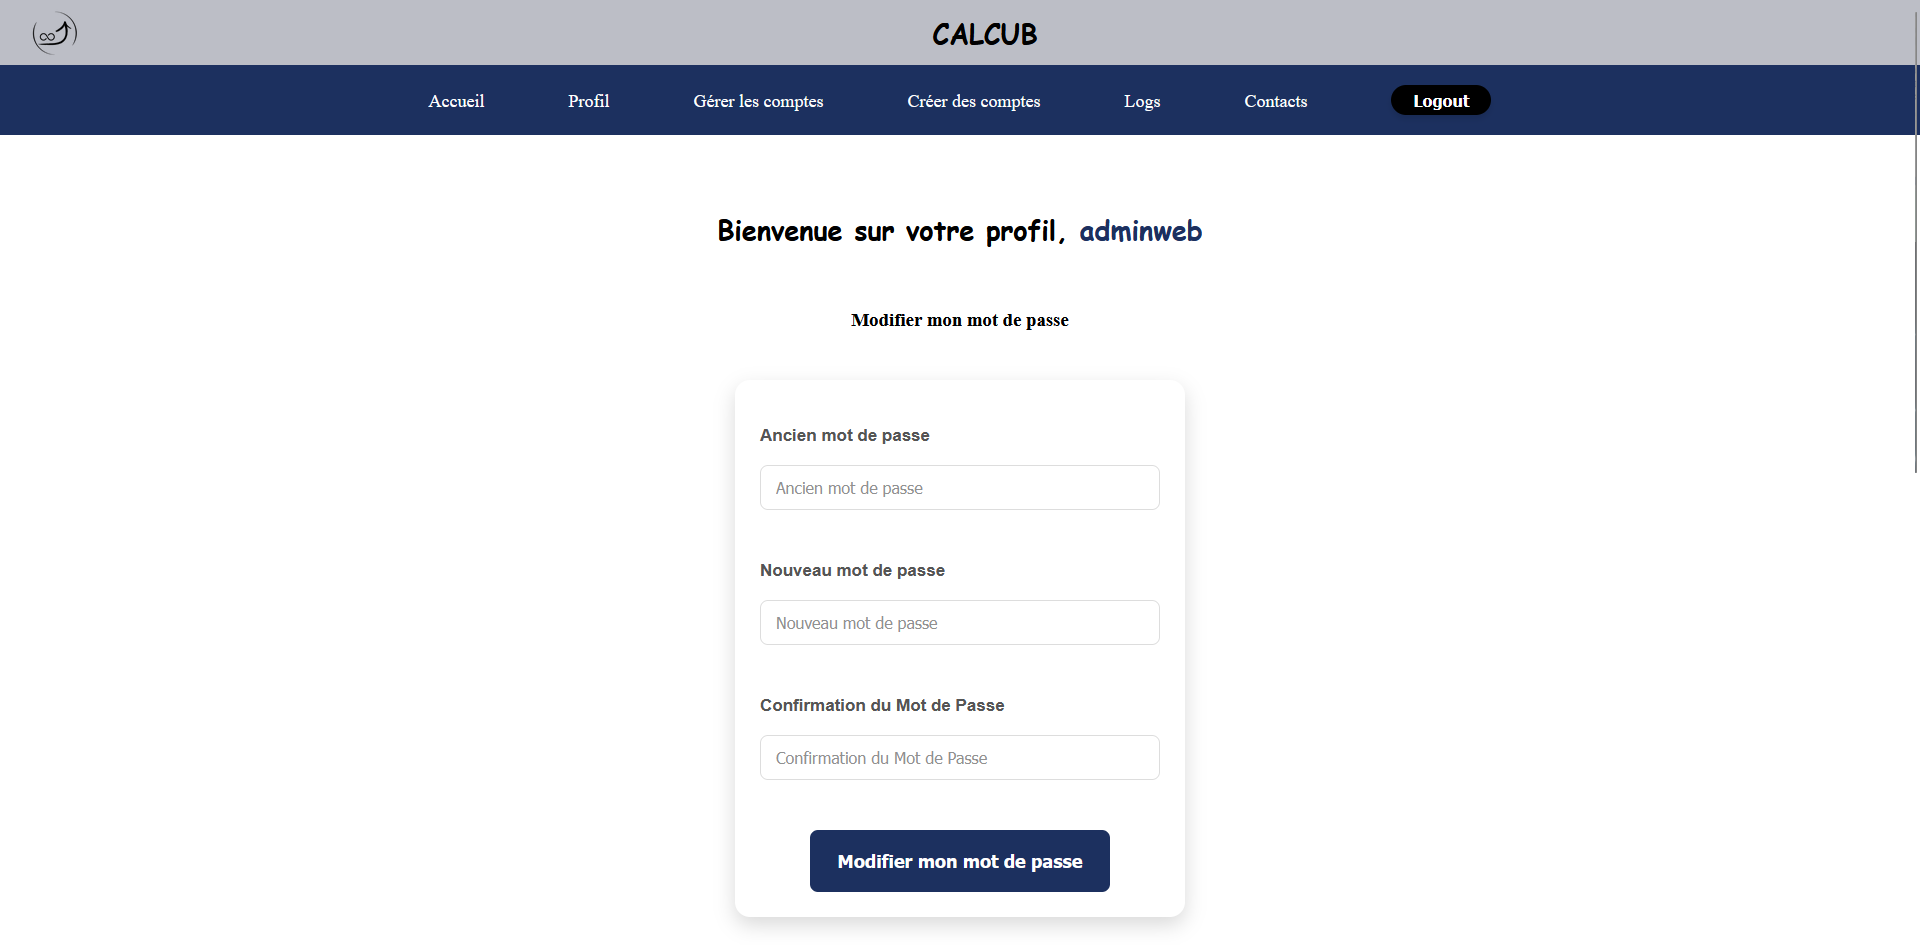 CALCUB
Accueil Profil Gérer les comptes Créer des comptes Logs Contacts Logout
Bienvenue sur votre profil, adminweb
Modifier mon mot de passe
Ancien mot de passe
Ancien mot de passe
Nouveau mot de passe
Nouveau mot de passe
Confirmation du Mot de Passe
Confirmation du Mot de Passe
Modifier mon mot de passe